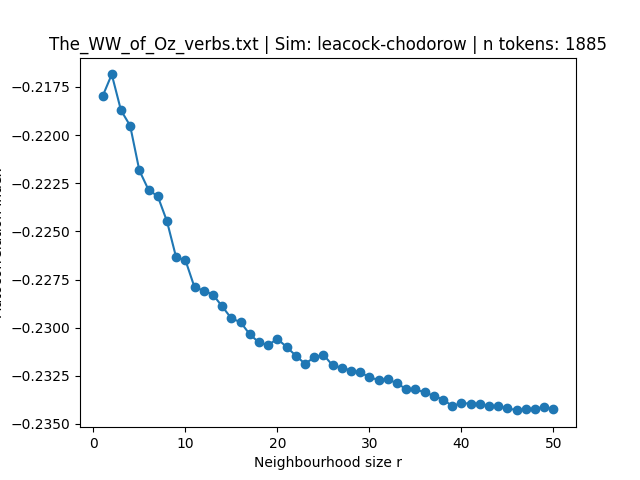 The_WW_of_Oz_verbs.txt | Sim: leacock-chodorow | n tokens: 1885
−0.2175
−0.2200
−0.2225
−0.2250
−0.2275
−0.2300
−0.2325
−0.2350
0 10 20 30 40 50
Neighbourhood size r